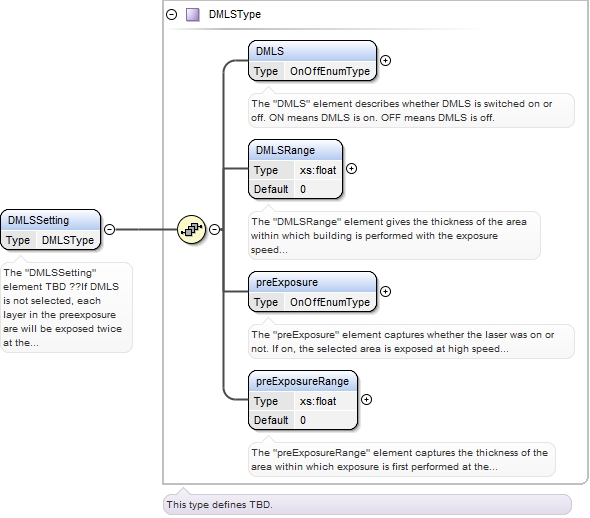 DMLSType
DMLS
Type OnOffEnumType
The "DMLS" element describes whether DMLS is switched on or
off. ON means DMLS is on. OFF means DMLS is off.
DMLSRange
Type xs:float
Default 0
The "DMLSRange" element gives the thickness of the area
within which building is performed with the exposure
speed...
DMLSSetting
Type DMLSType
The "DMLSSetting"
element TBD ??If DMLS
is not selected, each
layer in the preexposure
are will be exposed twice
at the...
preExposure
Type OnOffEnumType
The "preExposure" element captures whether the laser was on or
not. If on, the selected area is exposed at high speed...
preExposureRange
Type xs:float
Default 0
The "preExposureRange" element captures the thickness of the
area within which exposure is first performed at the...
This type defines TBD.